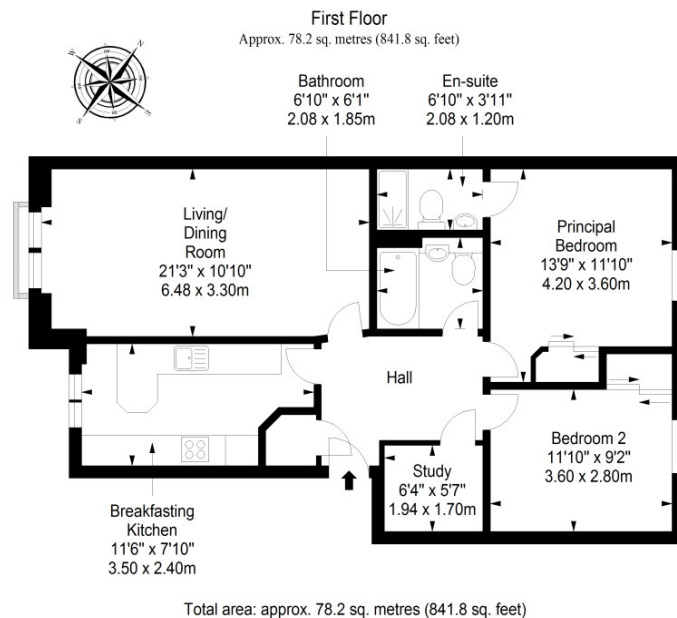 First Floor
Approx. 78.2 sq. metres (841.8 sq. feet)
N
W
E
S
Bathroom
6'10" x 6'1"
2.08 x 1.85m
En-suite
6'10" x 3'11"
2.08 x 1.20m
Living/
Dining
Room
21'3" x 10'10"
6.48 x 3.30m
Principal
Bedroom
13'9" x 11'10"
4.20 x 3.60m
Hall
Bedroom 2
11'10" x 9'2"
3.60 x 2.80m
Study
6'4" x 5'7"
1.94 x 1.70m
Breakfasting
Kitchen
11'6" x 7'10"
3.50 x 2.40m
Total area: approx. 78.2 sq. metres (841.8 sq. feet)